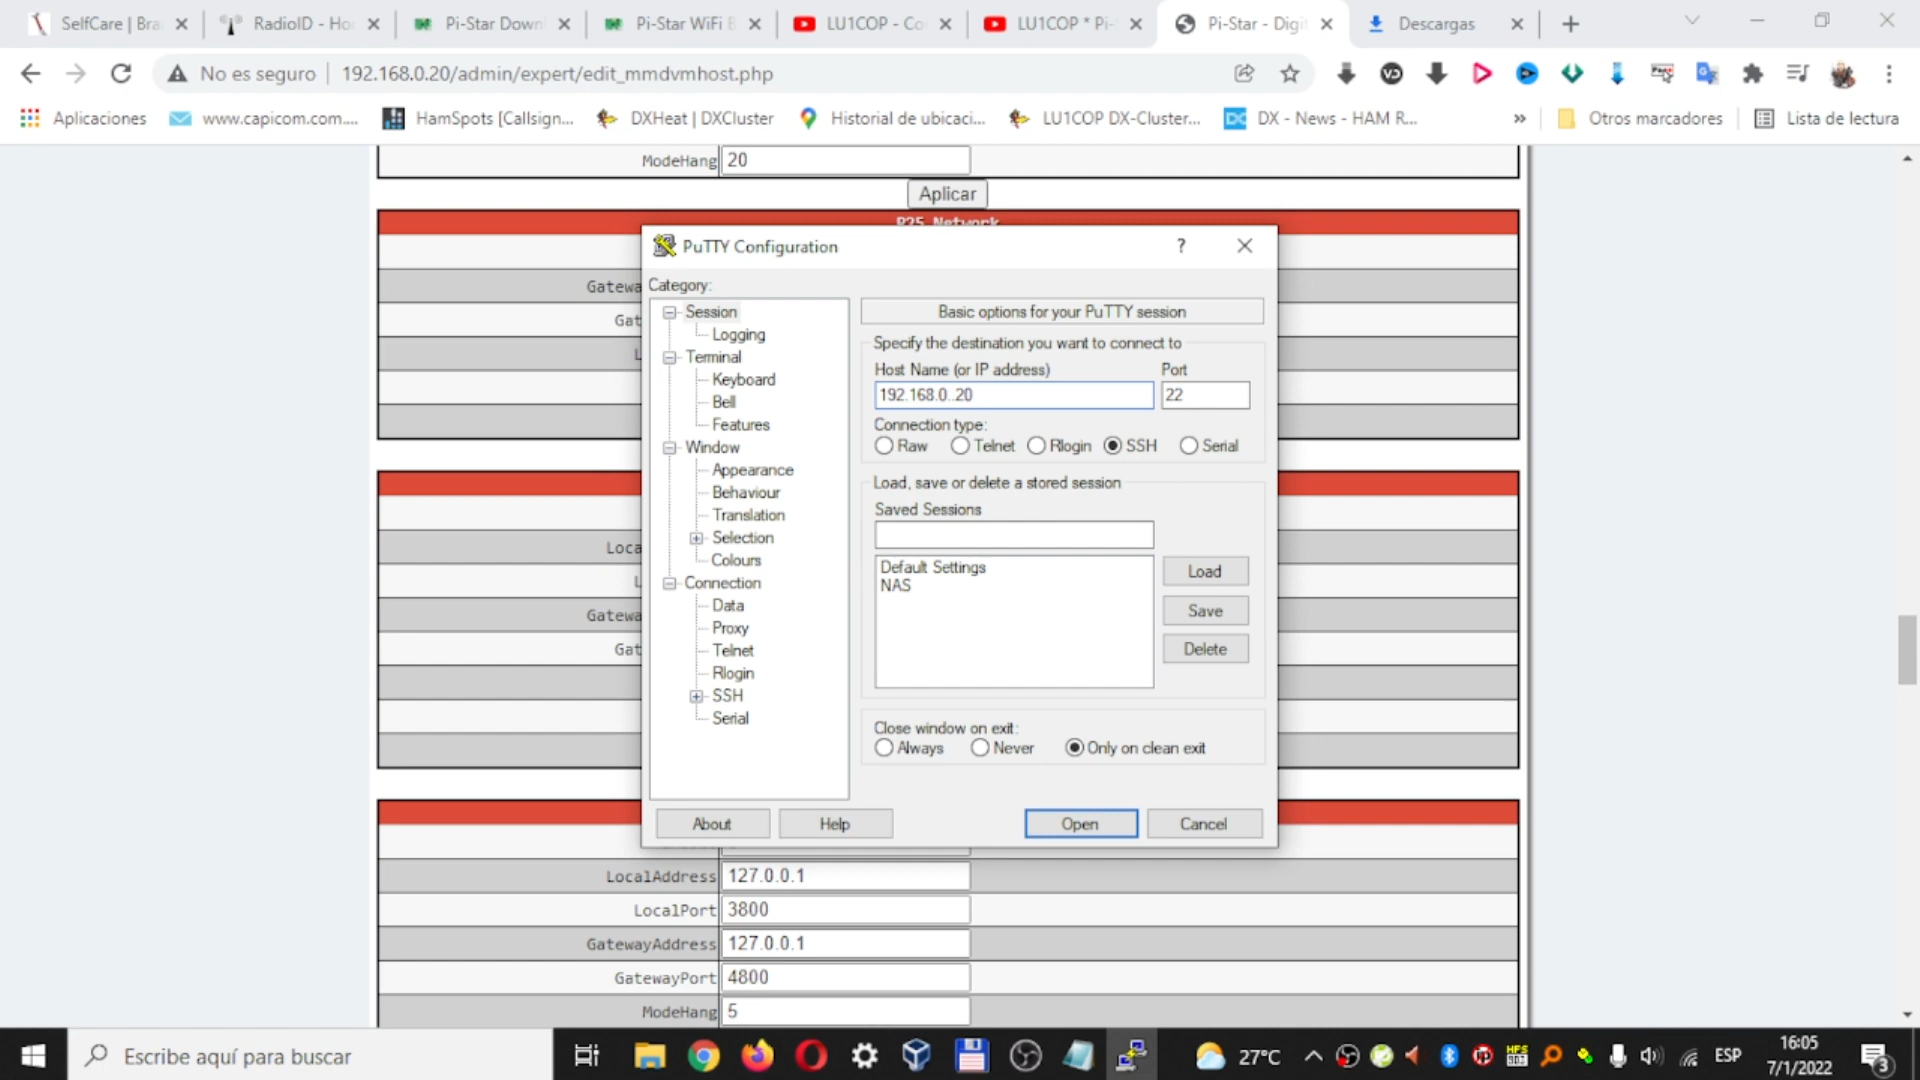 SelfCare | Bra
RadioID - Ho
Pi-Star Down
Pi-Star WiFi B
LU1COP - Co
LU1COP * Pi-
Pi-Star - Digi
Descargas
No es seguro
192.168.0.20/admin/expert/edit_mmdvmhost.php
Aplicaciones
www.capicom.com....
HamSpots [Callsign...
DXHeat | DXCluster
Historial de ubicaci...
LU1COP DX-Cluster...
DX - News - HAM R...
»
Otros marcadores
Lista de lectura
ModeHang 20
Aplicar
P25 Network
PuTTY Configuration
?
Category:
Session
Logging
Terminal
Keyboard
Bell
Features
Window
Appearance
Behaviour
Translation
Selection
Colours
Connection
Data
Proxy
Telnet
Rlogin
SSH
Serial
Basic options for your PuTTY session
Specify the destination you want to connect to
Host Name (or IP address) Port
192.168.0..20 22
Connection type:
Raw Telnet Rlogin SSH Serial
Load, save or delete a stored session
Saved Sessions
Default Settings
NAS
Load
Save
Delete
Close window on exit:
Always Never Only on clean exit
About Help Open Cancel
Gatewa
Gat
L
Loca
L
Gatewa
Gat
LocalAddress 127.0.0.1
LocalPort 3800
GatewayAddress 127.0.0.1
GatewayPort 4800
ModeHang 5
Escribe aquí para buscar
27°C
ESP
16:05
7/1/2022
3